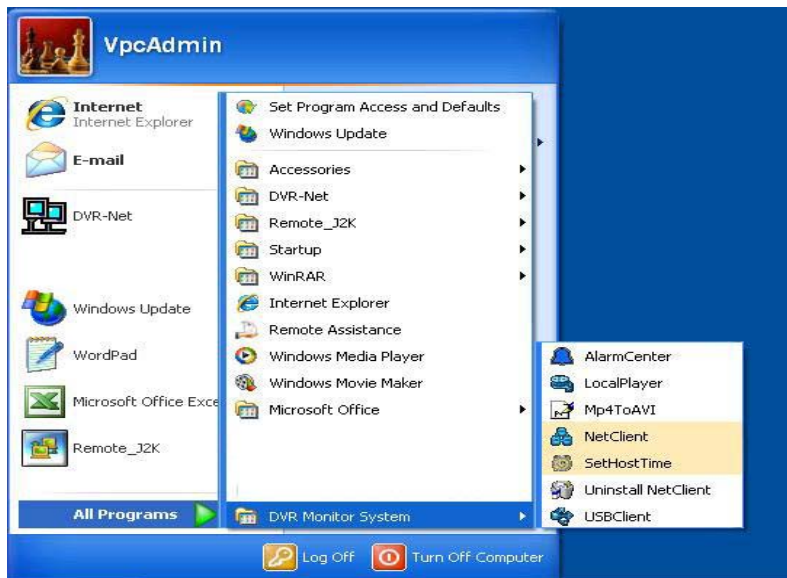 VpcAdmin
Internet
Internet Explorer
E-mail
DVR-Net
Windows Update
WordPad
Microsoft Office Exce
Remote_J2K
All Programs
Set Program Access and Defaults
Windows Update
Accessories
DVR-Net
Remote_J2K
Startup
WinRAR
Internet Explorer
Remote Assistance
Windows Media Player
Windows Movie Maker
Microsoft Office
DVR Monitor System
AlarmCenter
LocalPlayer
Mp4ToAVI
NetClient
SetHostTime
Uninstall NetClient
USBClient
Log Off
Turn Off Computer